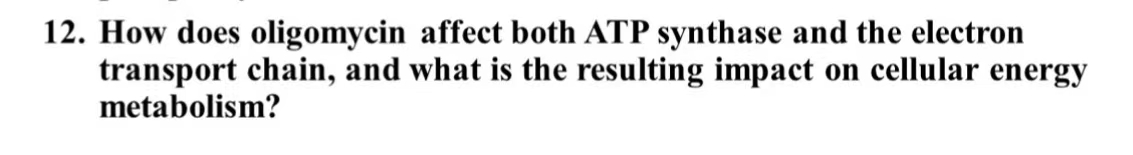 12. How does oligomycin affect both ATP synthase and the electron
transport chain, and what is the resulting impact on cellular energy
metabolism?